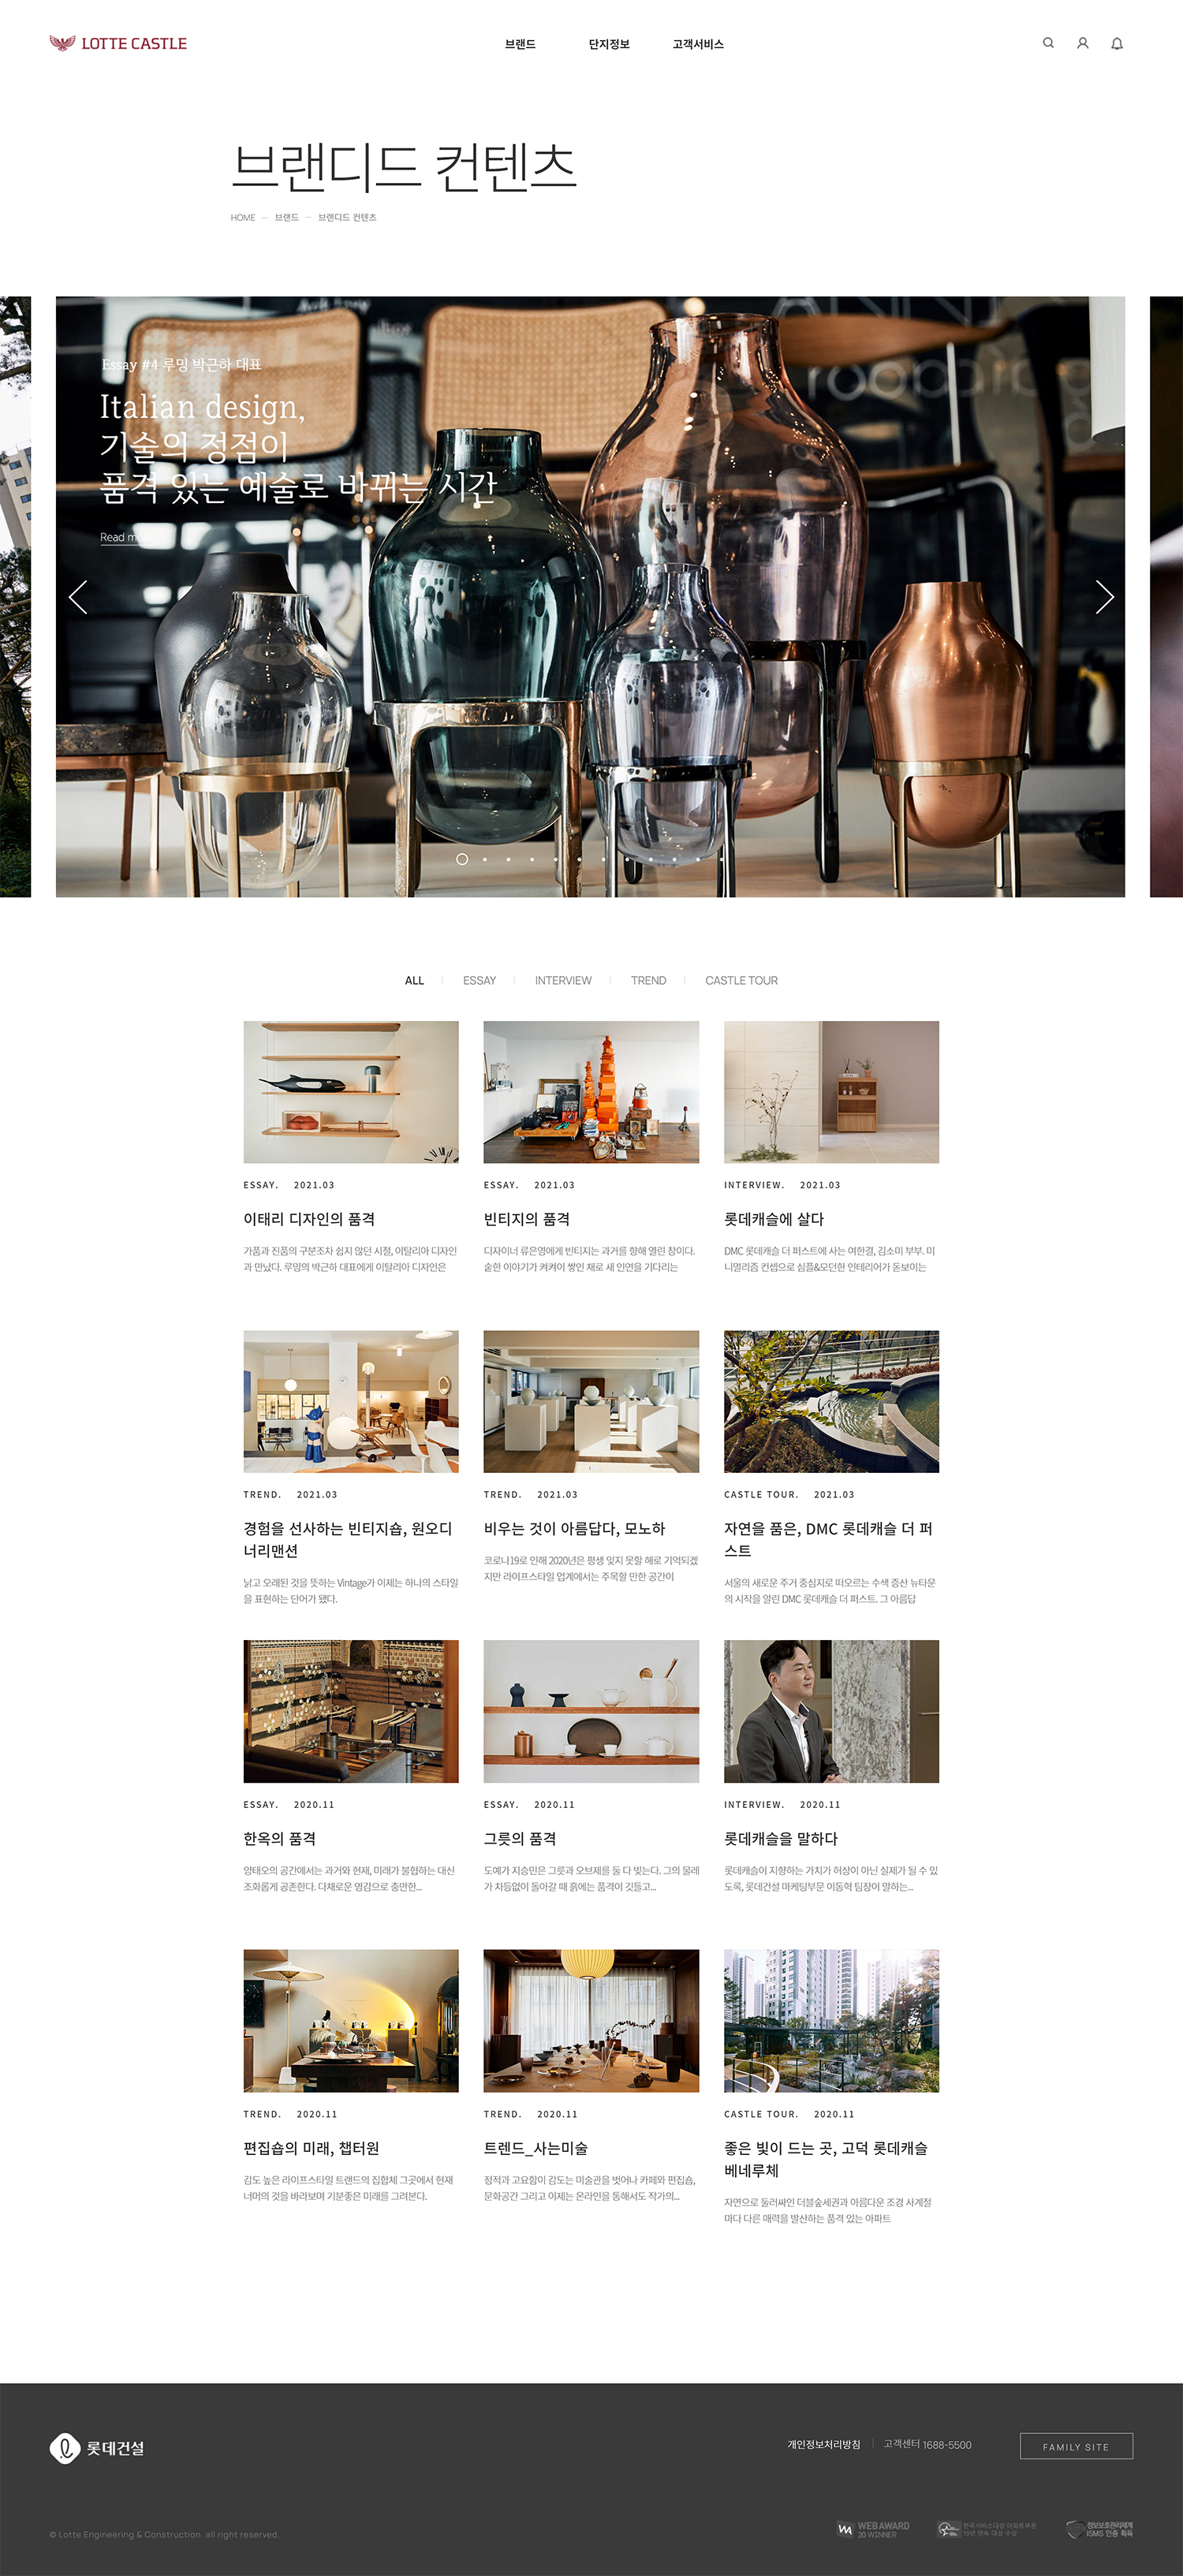 LOTTE CASTLE
브랜드 단지정보 고객서비스
브랜디드 컨텐츠
HOME — 브랜드 — 브랜디드 컨텐츠
Essay #4 루밍 박근하 대표
Italian design,
기술의 정점이
품격 있는 예술로 바뀌는 시간
Read more
ALL | ESSAY | INTERVIEW | TREND | CASTLE TOUR
ESSAY. 2021.03
이태리 디자인의 품격
가품과 진품의 구분조차 쉽지 않던 시절, 이탈리아 디자인
과 만났다. 루밍의 박근하 대표에게 이탈리아 디자인은
ESSAY. 2021.03
빈티지의 품격
디자이너 류은영에게 빈티지는 과거를 향해 열린 창이다.
숱한 이야기가 켜켜이 쌓인 채로 새 인연을 기다리는
INTERVIEW. 2021.03
롯데캐슬에 살다
DMC 롯데캐슬 더 퍼스트에 사는 여한결, 김소미 부부. 미
니멀리즘 컨셉으로 심플&모던한 인테리어가 돋보이는
TREND. 2021.03
경험을 선사하는 빈티지숍, 원오디
너리맨션
낡고 오래된 것을 뜻하는 Vintage가 이제는 하나의 스타일
을 표현하는 단어가 됐다.
TREND. 2021.03
비우는 것이 아름답다, 모노하
코로나19로 인해 2020년은 평생 잊지 못할 해로 기억되겠
지만 라이프스타일 업계에서는 주목할 만한 공간이
CASTLE TOUR. 2021.03
자연을 품은, DMC 롯데캐슬 더 퍼
스트
서울의 새로운 주거 중심지로 떠오르는 수색 증산 뉴타운
의 시작을 알린 DMC 롯데캐슬 더 퍼스트. 그 아름답
ESSAY. 2020.11
한옥의 품격
양태오의 공간에서는 과거와 현재, 미래가 불협하는 대신
조화롭게 공존한다. 다채로운 영감으로 충만한...
ESSAY. 2020.11
그릇의 품격
도예가 지승민은 그릇과 오브제를 둘 다 빚는다. 그의 물레
가 차등없이 돌아갈 때 흙에는 품격이 깃들고...
INTERVIEW. 2020.11
롯데캐슬을 말하다
롯데캐슬이 지향하는 가치가 허상이 아닌 실제가 될 수 있
도록, 롯데건설 마케팅부문 이동혁 팀장이 말하는...
TREND. 2020.11
편집숍의 미래, 챕터원
감도 높은 라이프스타일 트랜드의 집합체 그곳에서 현재
너머의 것을 바라보며 기분좋은 미래를 그려본다.
TREND. 2020.11
트렌드_사는미술
정적과 고요함이 감도는 미술관을 벗어나 카페와 편집숍,
문화공간 그리고 이제는 온라인을 통해서도 작가의...
CASTLE TOUR. 2020.11
좋은 빛이 드는 곳, 고덕 롯데캐슬
베네루체
자연으로 둘러싸인 더블숲세권과 아름다운 조경 사계절
마다 다른 매력을 발산하는 품격 있는 아파트
롯데건설
개인정보처리방침 | 고객센터 1688-5500
FAMILY SITE
© Lotte Engineering & Construction. all right reserved.
WEB AWARD
20 WINNER
한국서비스대상 아파트부문
정보보호관리체계
ISMS 인증 획득